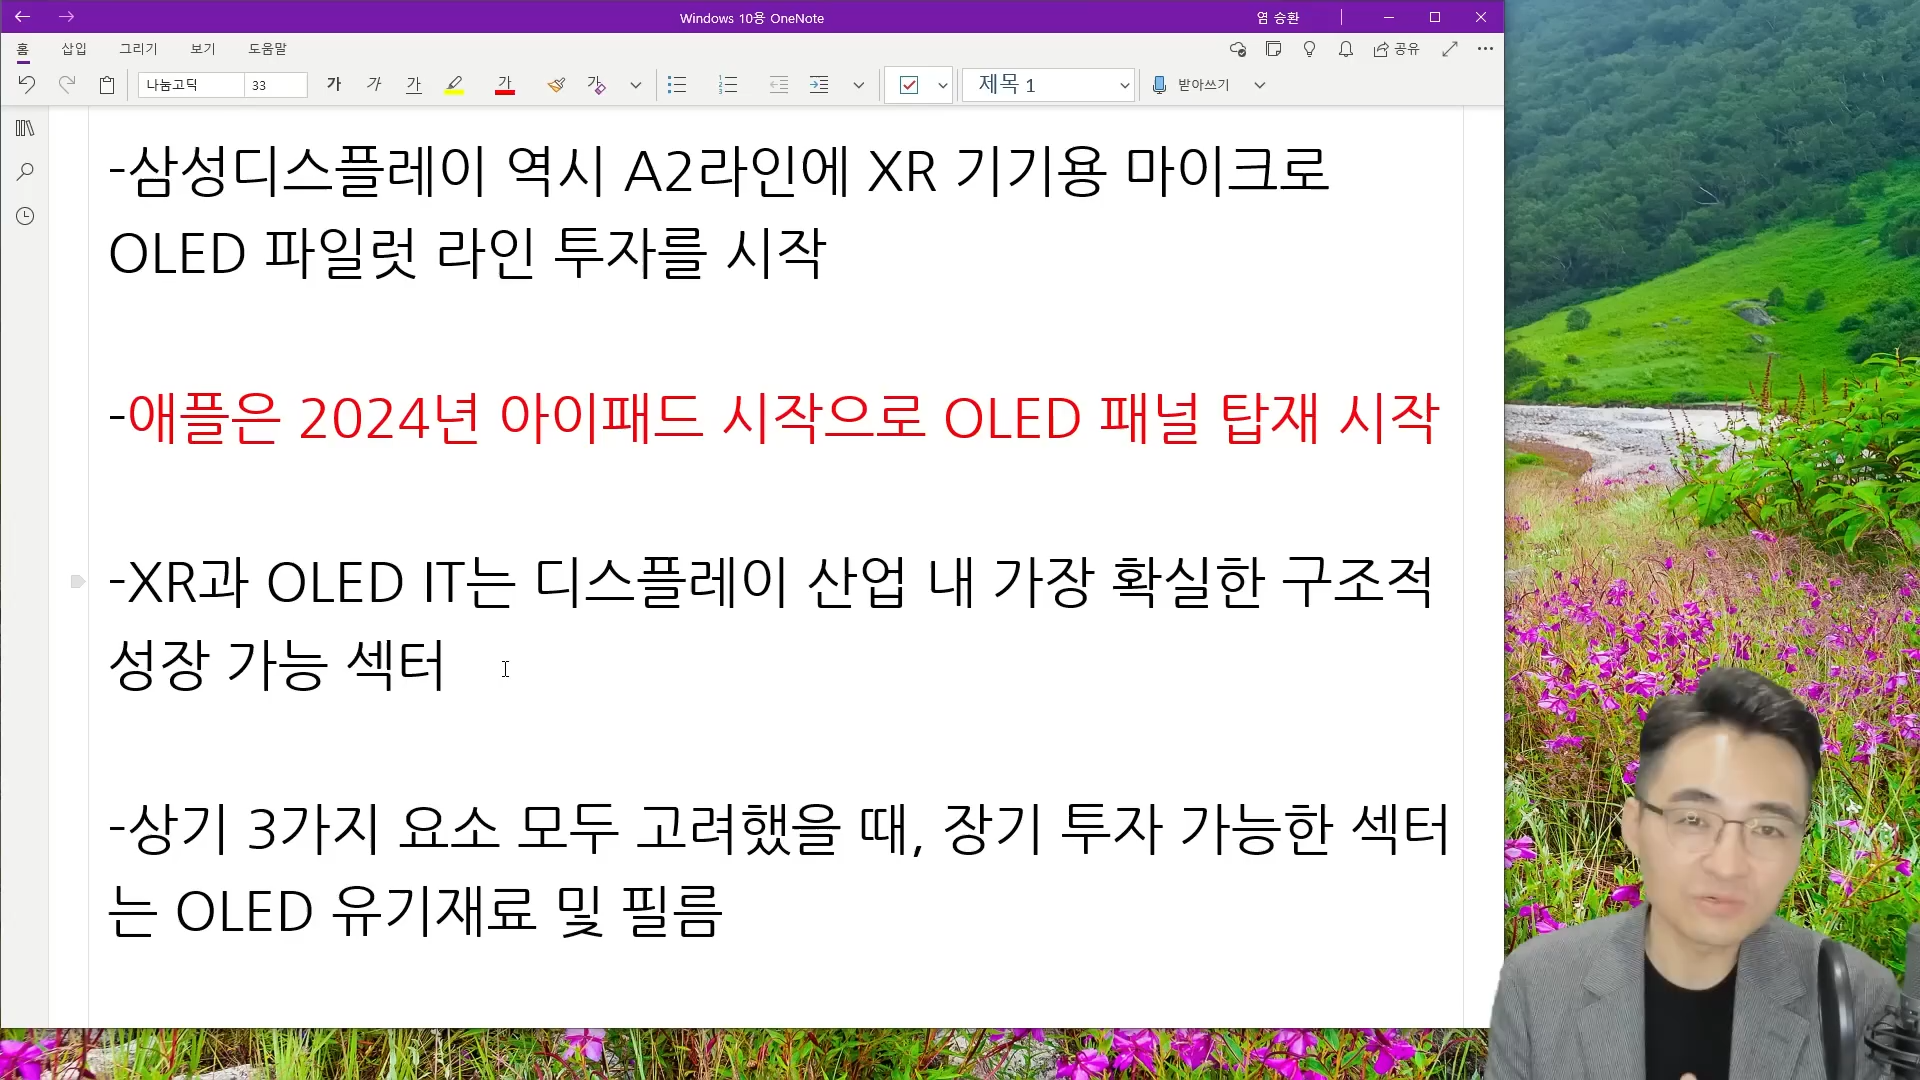 Windows 10용 OneNote
염 승환
홈 삽입 그리기 보기 도움말
공유
나눔고딕 33 가 가 가 가 가 제목 1 받아쓰기
-삼성디스플레이 역시 A2라인에 XR 기기용 마이크로
OLED 파일럿 라인 투자를 시작
-애플은 2024년 아이패드 시작으로 OLED 패널 탑재 시작
-XR과 OLED IT는 디스플레이 산업 내 가장 확실한 구조적
성장 가능 섹터
-상기 3가지 요소 모두 고려했을 때, 장기 투자 가능한 섹터
는 OLED 유기재료 및 필름